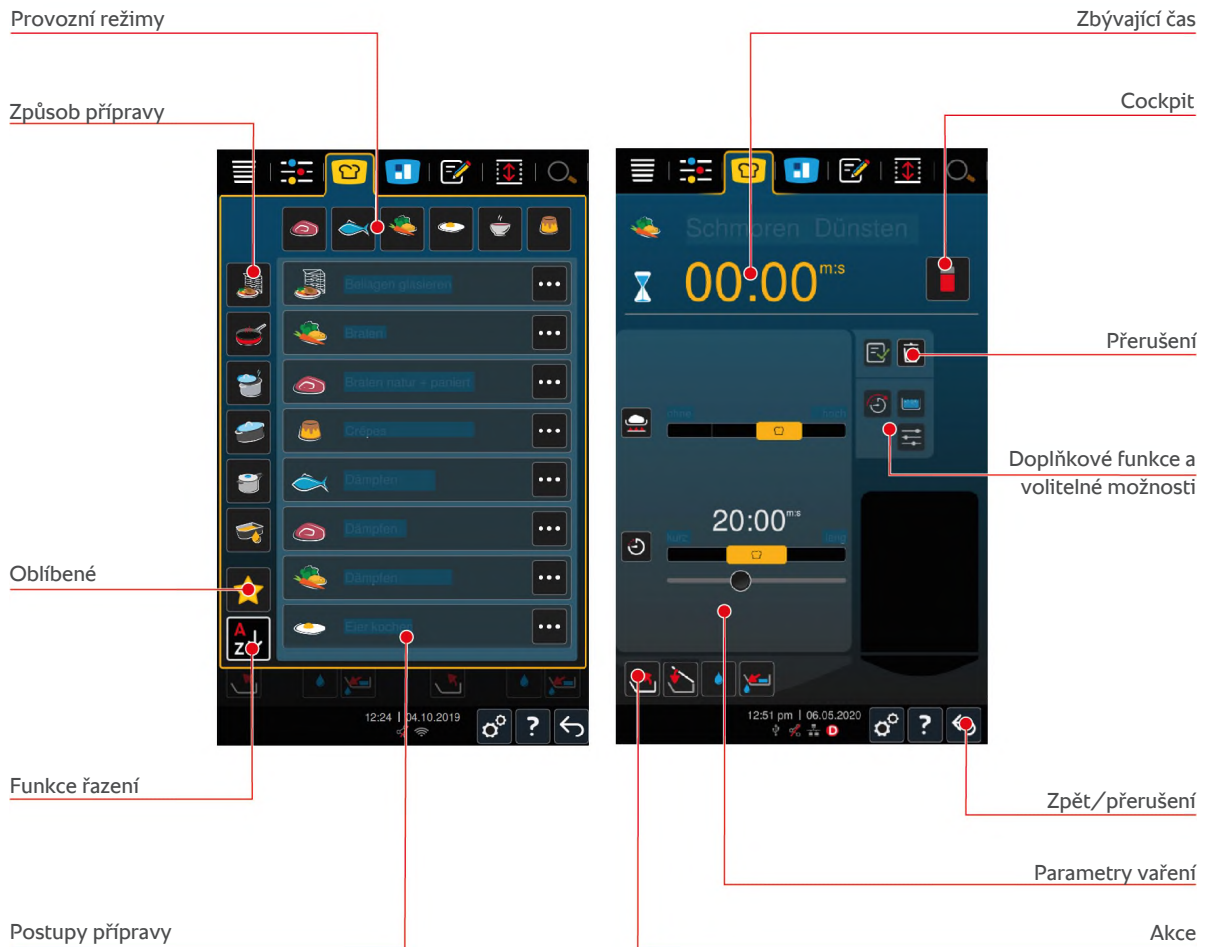 Provozní režimy
Zbývající čas
Cockpit
Způsob přípravy
Schmoren Dünsten
00:00 m:s
Beilagen glasieren
Braten
Přerušení
Braten natur + paniert
ohne
hoch
Crêpes
Doplňkové funkce a
volitelné možnosti
Dämpfen
20:00 m:s
Dämpfen
kurz
lang
Oblíbené
Dämpfen
A
Z
Eier kochen
12:24 | 04.10.2019
?
12:51 pm | 06.05.2020
D
?
Funkce řazení
Zpět/přerušení
Parametry vaření
Postupy přípravy
Akce